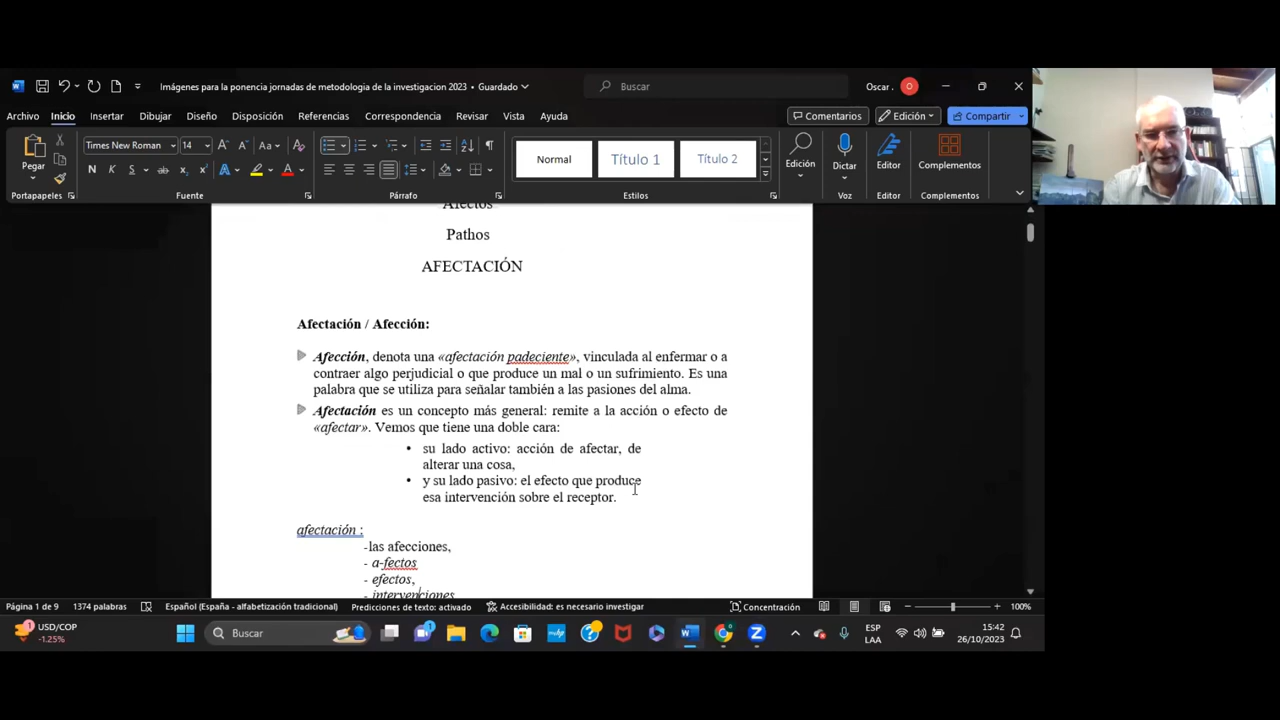 Imágenes para la ponencia jornadas de metodologia de la investigacion 2023 • Guardado
Buscar
Oscar .
O
Archivo Inicio Insertar Dibujar Diseño Disposición Referencias Correspondencia Revisar Vista Ayuda
Comentarios
Edición
Compartir
Pegar
Times New Roman
14
Aa
N K S ab x₂ x² A A
Normal
Título 1
Título 2
Edición
Dictar
Editor
Complementos
Portapapeles
Fuente
Párrafo
Estilos
Voz
Editor
Complementos
Afectos
Pathos
AFECTACIÓN
Afectación / Afección:
Afección, denota una «afectación padeciente», vinculada al enfermar o a
contraer algo perjudicial o que produce un mal o un sufrimiento. Es una
palabra que se utiliza para señalar también a las pasiones del alma.
Afectación es un concepto más general: remite a la acción o efecto de
«afectar». Vemos que tiene una doble cara:
• su lado activo: acción de afectar, de
alterar una cosa,
• y su lado pasivo: el efecto que produce
esa intervención sobre el receptor.
afectación :
-las afecciones,
- a-fectos
- efectos,
- intervenciones
Página 1 de 9 1374 palabras Español (España - alfabetización tradicional) Predicciones de texto: activado Accesibilidad: es necesario investigar Concentración 100%
USD/COP
-1.25%
Buscar
ESP
LAA
15:42
26/10/2023